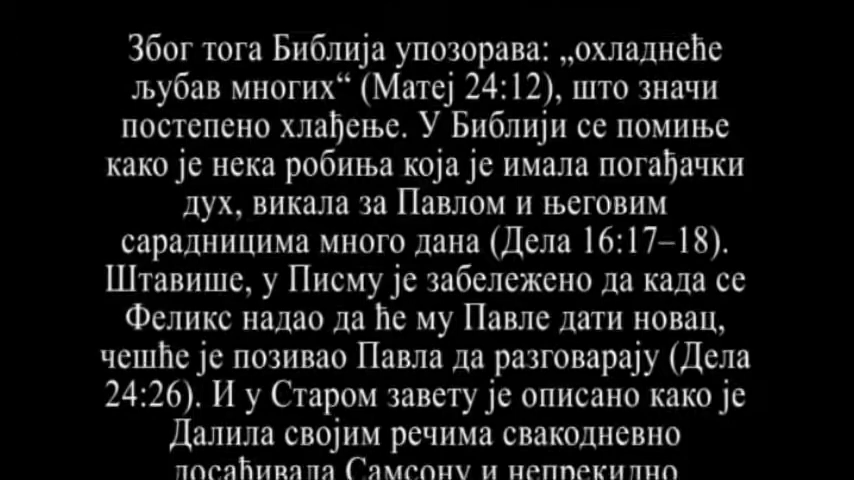 Због тога Библија упозорава: „охладнеће
љубав многих“ (Матеј 24:12), што значи
постепено хлађење. У Библији се помиње
како је нека робиња која је имала погађачки
дух, викала за Павлом и његовим
сарадницима много дана (Дела 16:17–18).
Штавише, у Писму је забележено да када се
Феликс надао да ће му Павле дати новац,
чешће је позивао Павла да разговарају (Дела
24:26). И у Старом завету је описано како је
Далила својим речима свакодневно
досађивала Самсону и непрекидно